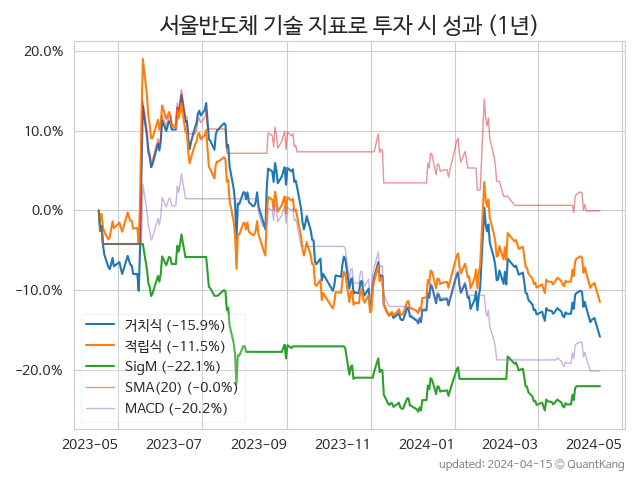 서울반도체 기술 지표로 투자 시 성과 (1년)
20.0%
10.0%
0.0%
−10.0%
−20.0%
거치식 (−15.9%)
적립식 (−11.5%)
SigM (−22.1%)
SMA(20) (−0.0%)
MACD (−20.2%)
2023−05 2023−07 2023−09 2023−11 2024−01 2024−03 2024−05
updated: 2024−04−15 © QuantKang